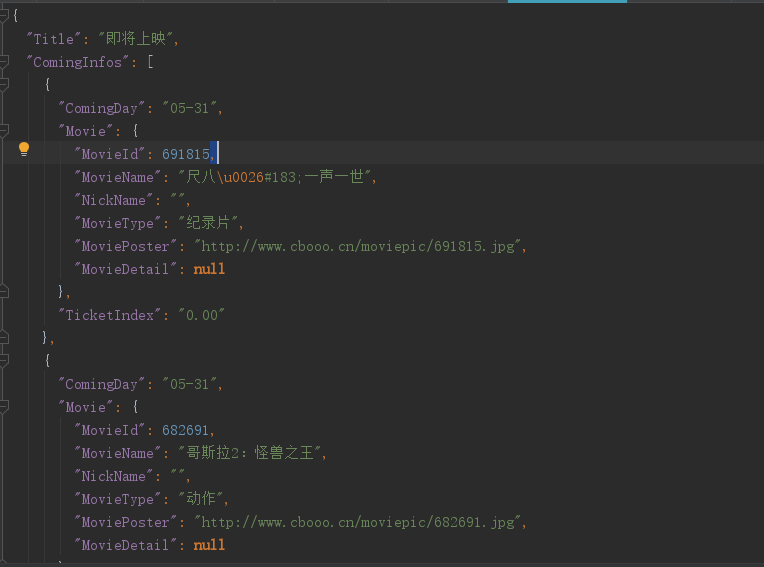 {
"Title": "即将上映",
"ComingInfos": [
{
"ComingDay": "05-31",
"Movie": {
"MovieId": 691815,
"MovieName": "尺八\u0026#183;一声一世",
"NickName": "",
"MovieType": "纪录片",
"MoviePoster": "http://www.cbooo.cn/moviepic/691815.jpg",
"MovieDetail": null
},
"TicketIndex": "0.00"
},
{
"ComingDay": "05-31",
"Movie": {
"MovieId": 682691,
"MovieName": "哥斯拉2：怪兽之王",
"NickName": "",
"MovieType": "动作",
"MoviePoster": "http://www.cbooo.cn/moviepic/682691.jpg",
"MovieDetail": null